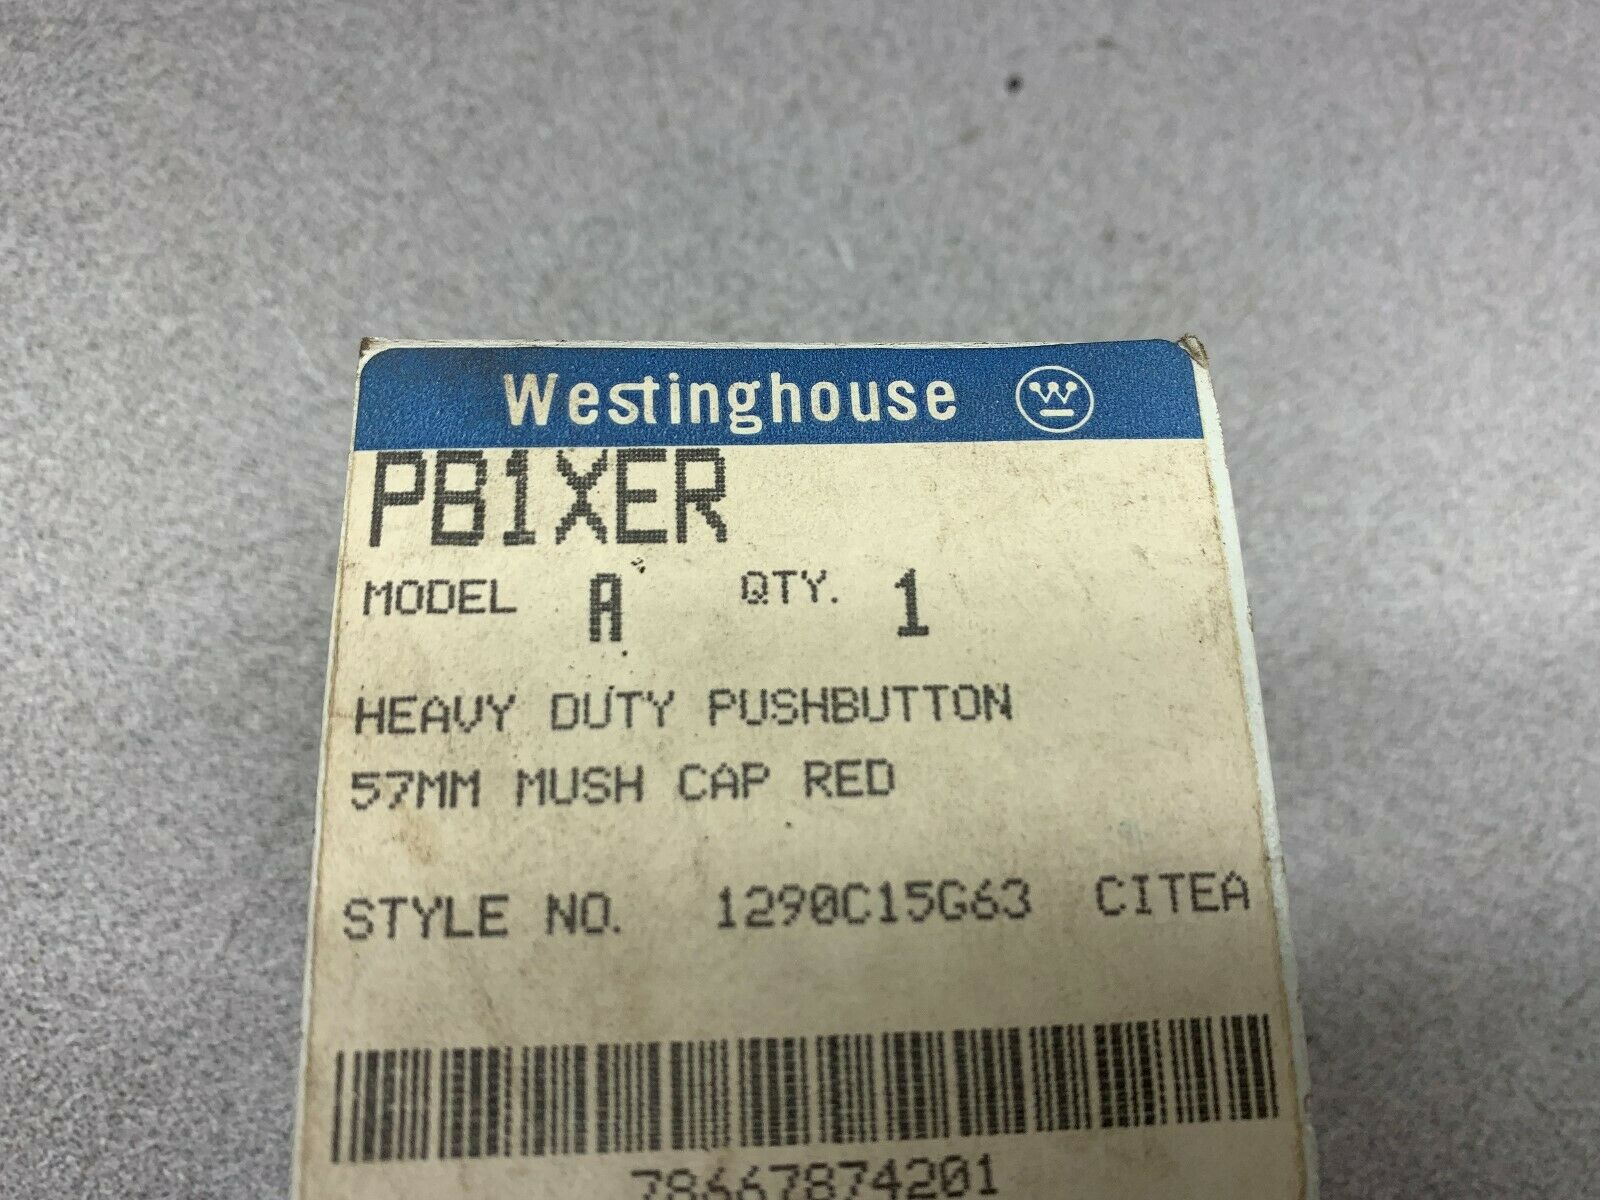 Westinghouse
PB1XER
MODEL A QTY. 1
HEAVY DUTY PUSHBUTTON
57MM MUSH CAP RED
STYLE NO. 1290C15G63 CITEA
78667874201